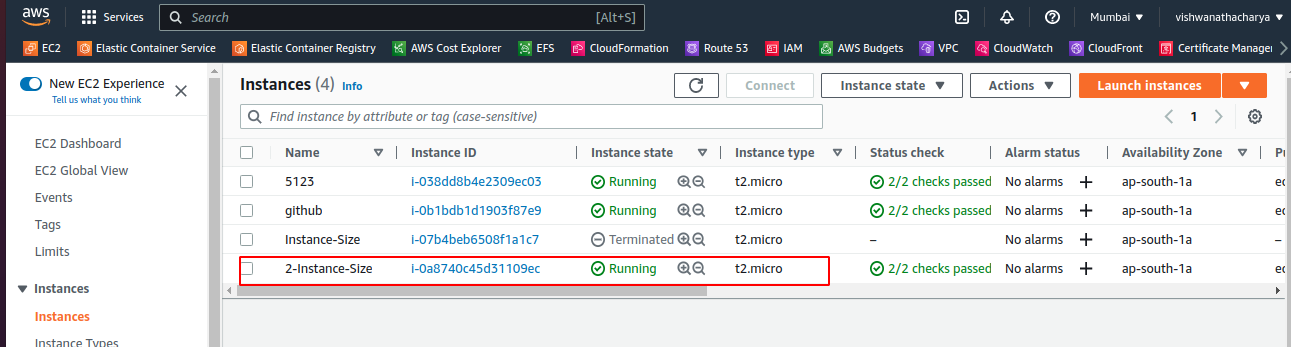 aws Services Search [Alt+S] Mumbai vishwanathacharya
EC2 Elastic Container Service Elastic Container Registry AWS Cost Explorer EFS CloudFormation Route 53 IAM AWS Budgets VPC CloudWatch CloudFront Certificate Manager
New EC2 Experience
Tell us what you think
EC2 Dashboard
EC2 Global View
Events
Tags
Limits
Instances
Instances
Instance Types
Instances (4) Info Connect Instance state Actions Launch instances
Find instance by attribute or tag (case-sensitive) 1
Name Instance ID Instance state Instance type Status check Alarm status Availability Zone
5123 i-038dd8b4e2309ec03 Running t2.micro 2/2 checks passed No alarms + ap-south-1a
github i-0b1bdb1d1903f87e9 Running t2.micro 2/2 checks passed No alarms + ap-south-1a
Instance-Size i-07b4beb6508f1a1c7 Terminated t2.micro – No alarms + ap-south-1a –
2-Instance-Size i-0a8740c45d31109ec Running t2.micro 2/2 checks passed No alarms + ap-south-1a